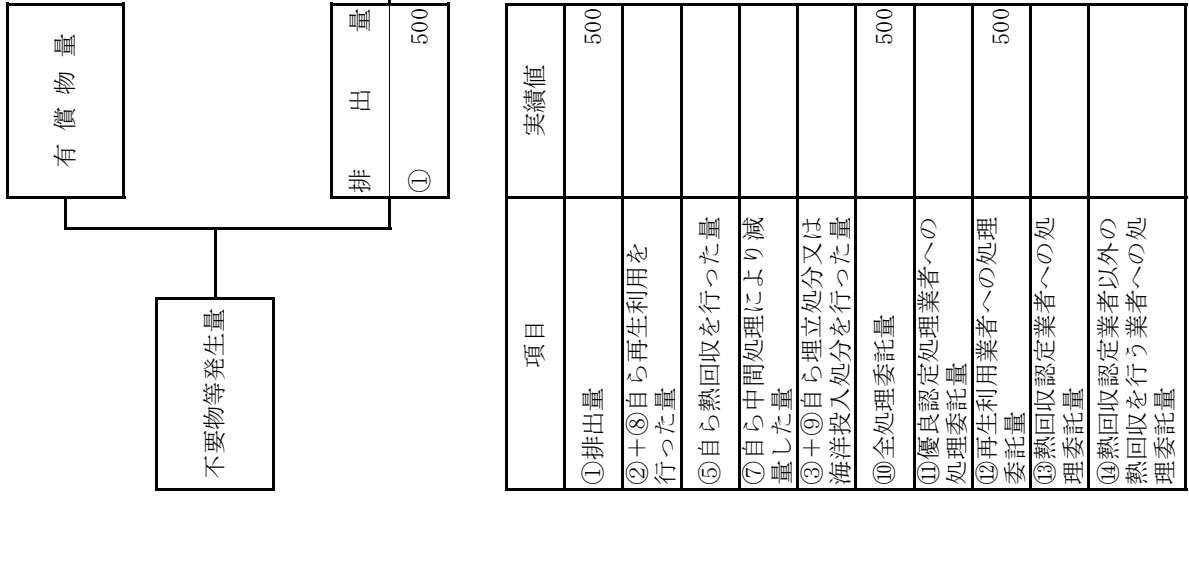 有償物量
排出量
① 500
不要物等発生量
項目 実績値
①排出量 500
②+⑧自ら再生利用を
行った量
⑤自ら熱回収を行った量
⑦自ら中間処理により減
量した量
③+⑨自ら埋立処分又は
海洋投入処分を行った量
⑩全処理委託量 500
⑪優良認定処理業者への
処理委託量
⑫再生利用業者への処理
委託量 500
⑬熱回収認定業者への処
理委託量
⑭熱回収認定業者以外の
熱回収を行う業者への処
理委託量